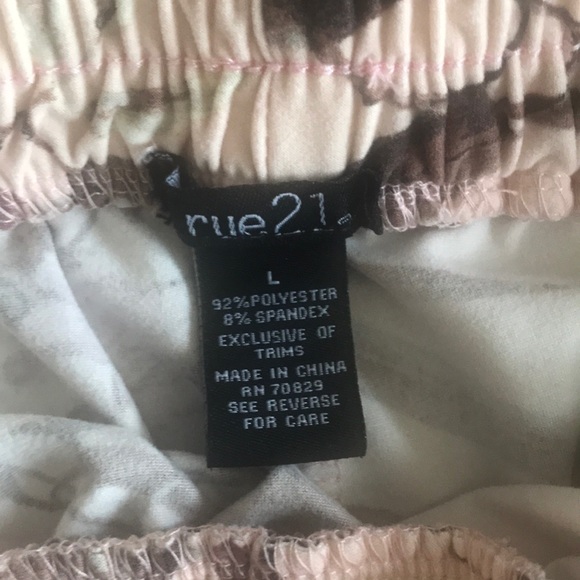 rue21
L
92%POLYESTER
8% SPANDEX
EXCLUSIVE OF
TRIMS
MADE IN CHINA
RN 70829
SEE REVERSE
FOR CARE